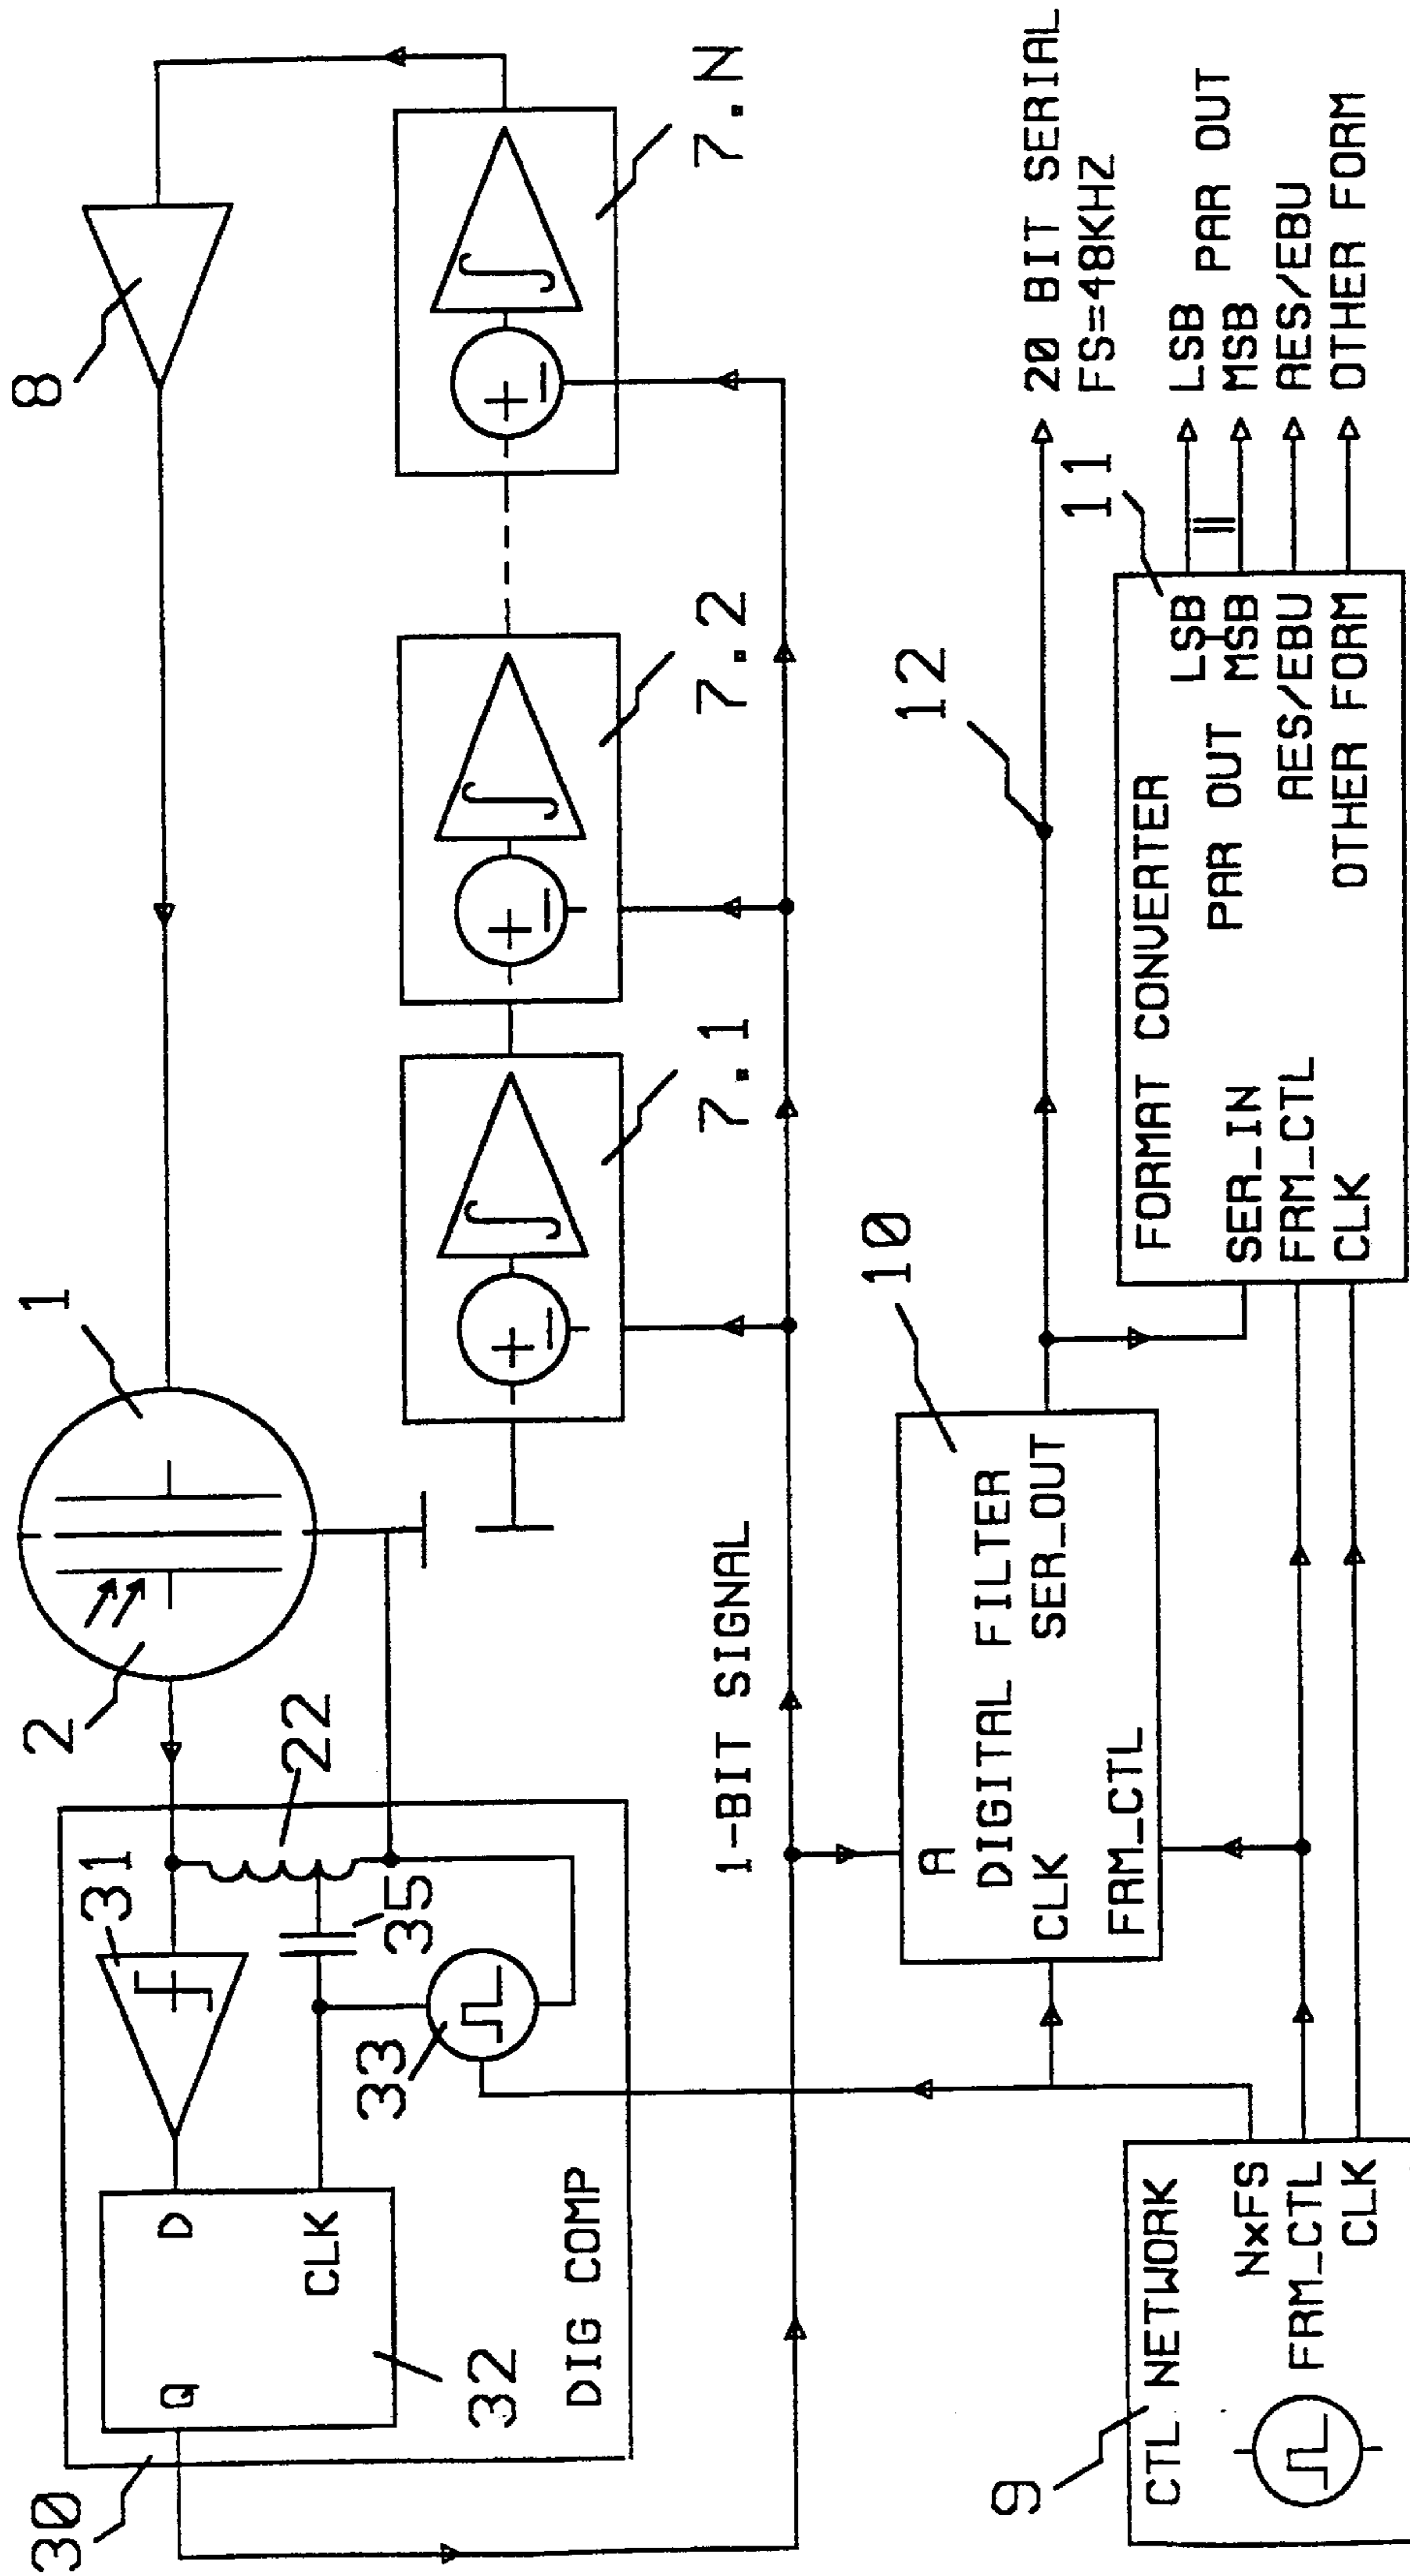 30
31
2
1
8
Q
D
22
CLK
35
33
32
DIG COMP
7.1
7.2
7.N
1-BIT SIGNAL
10
12
20 BIT SERIAL
FS=48KHZ
A
DIGITAL FILTER
CLK
SER_OUT
FRM_CTL
9
CTL NETWORK
NxFS
FRM_CTL
CLK
11
FORMAT CONVERTER
LSB
PAR OUT
MSB
SER_IN
AES/EBU
FRM_CTL
OTHER FORM
CLK
LSB
PAR OUT
MSB
AES/EBU
OTHER FORM